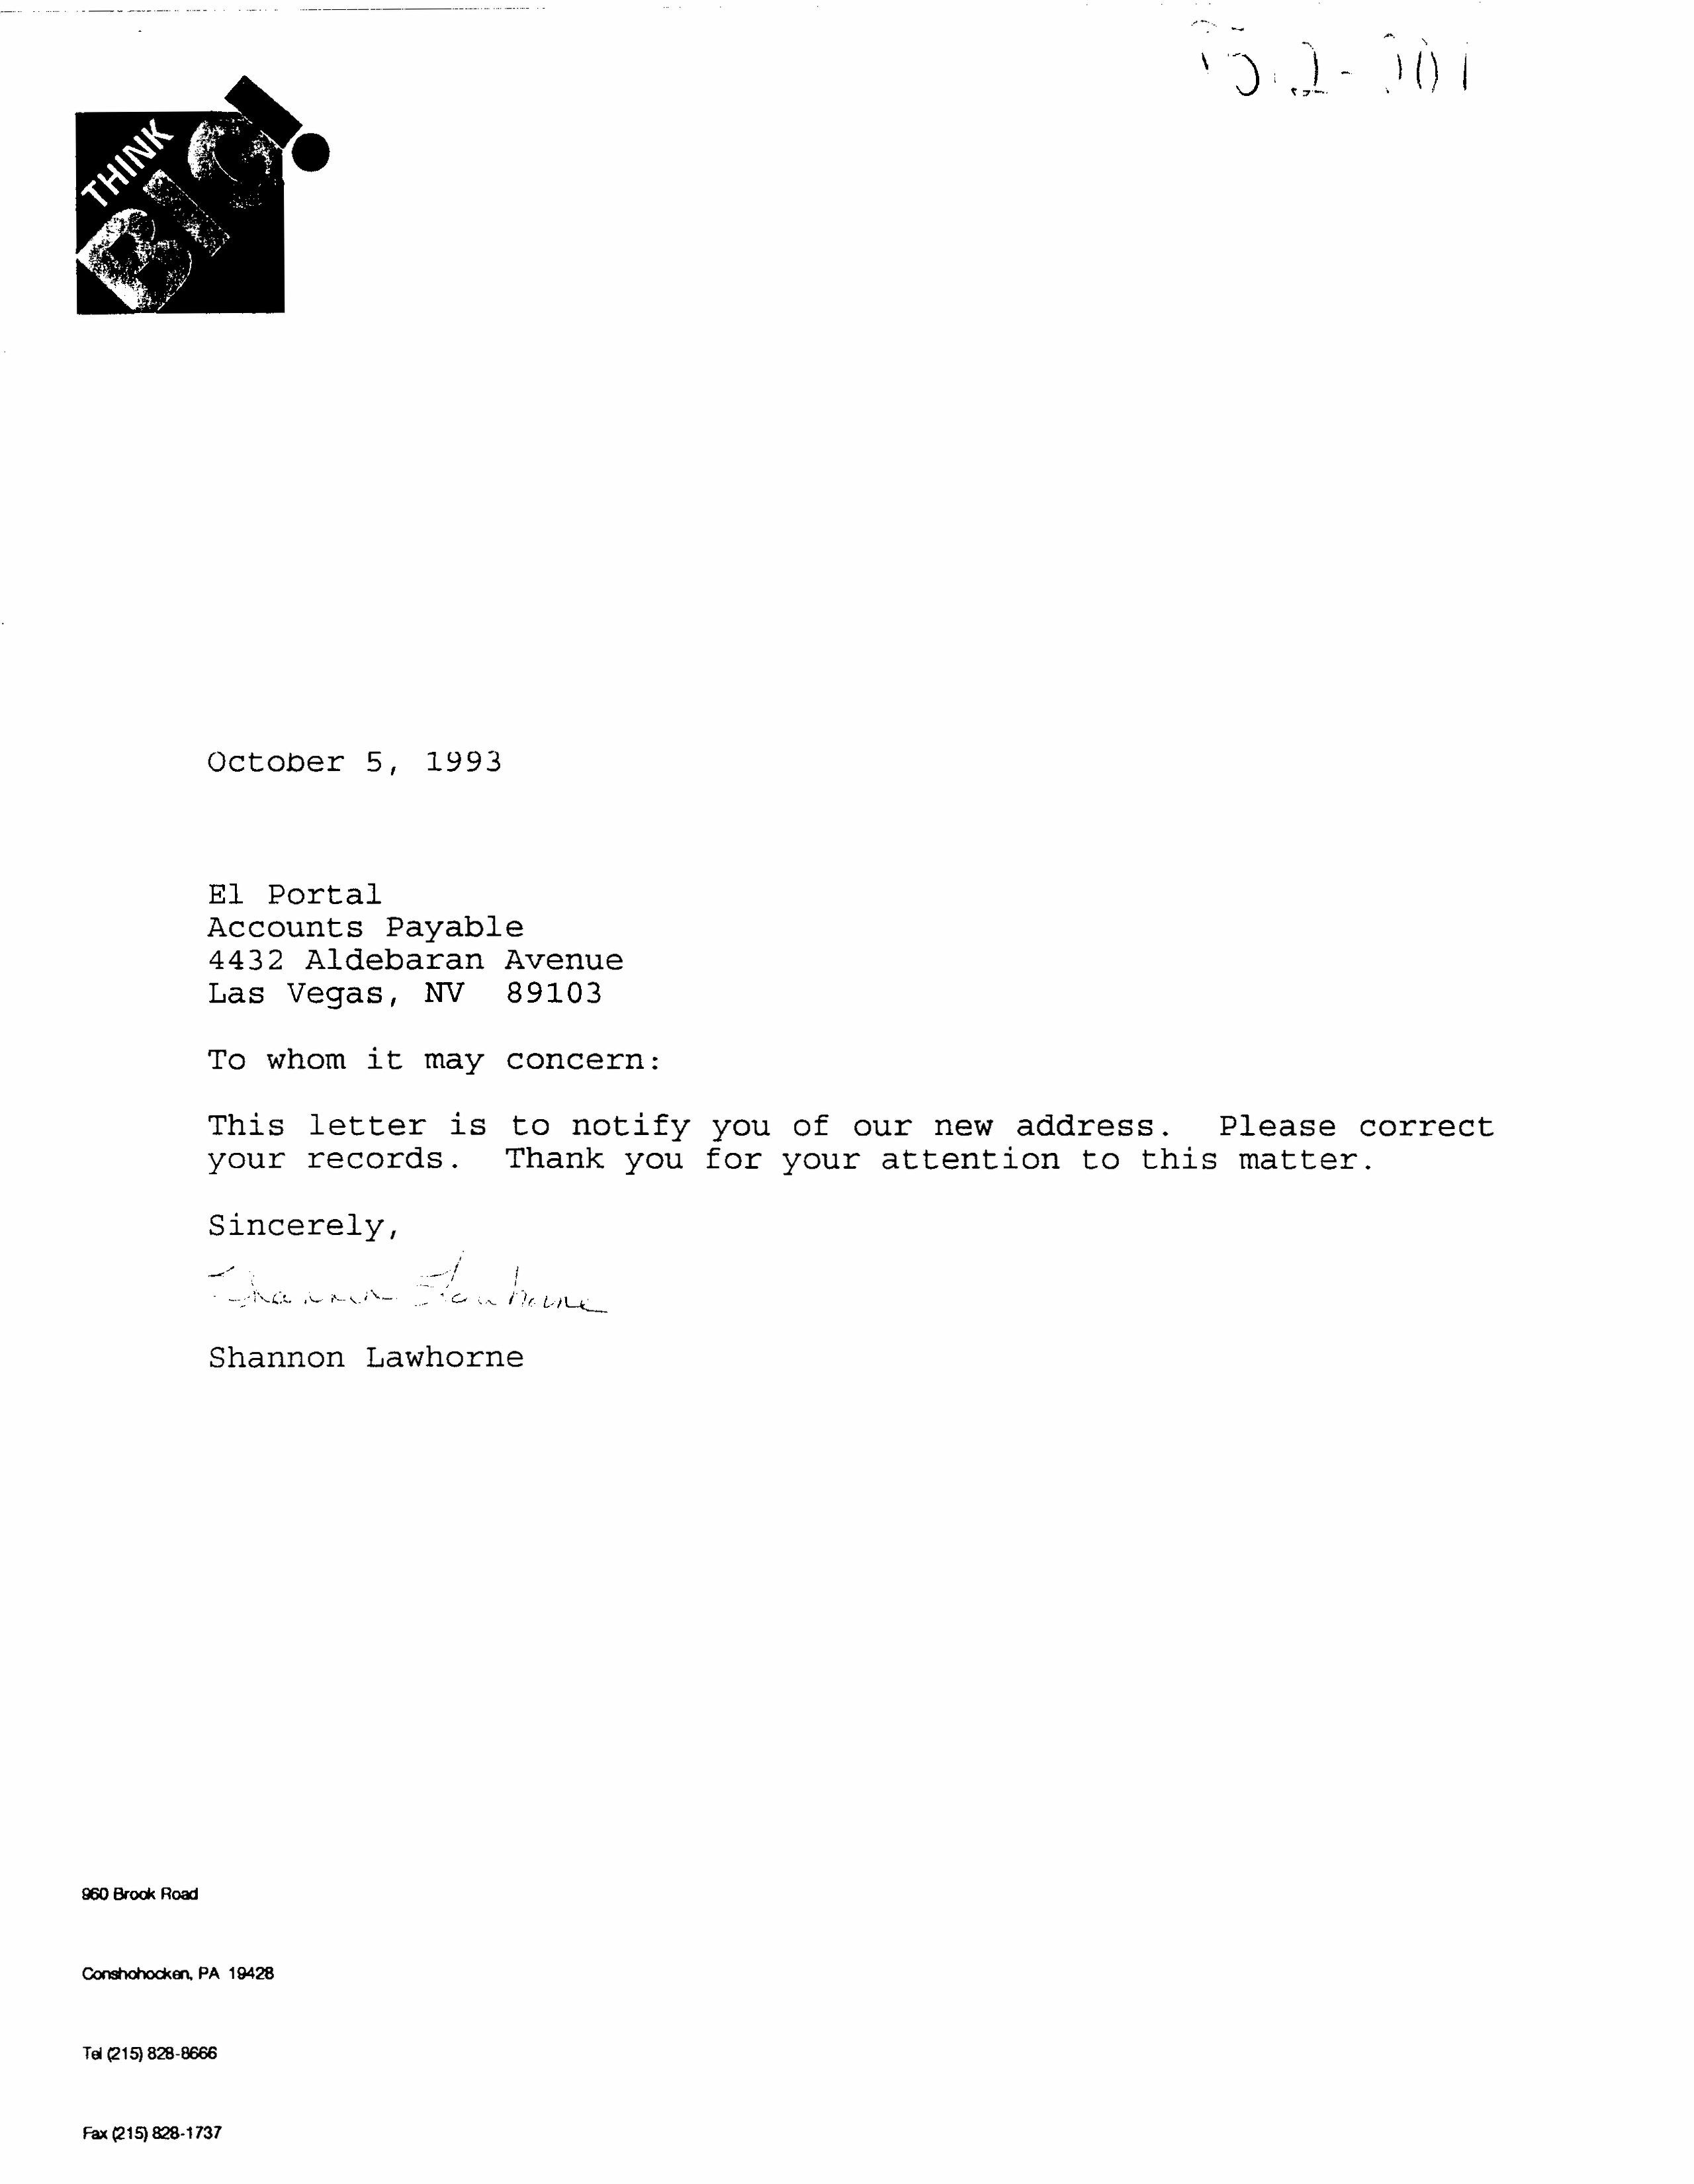 THINK
BIG!
October 5, 1993
El Portal
Accounts Payable
4432 Aldebaran Avenue
Las Vegas, NV  89103
To whom it may concern:
This letter is to notify you of our new address.  Please correct
your records.  Thank you for your attention to this matter.
Sincerely,
Shannon Lawhorne
960 Brook Road
Conshohocken, PA 19428
Tel (215) 828-8666
Fax (215) 828-1737